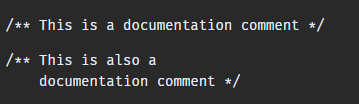 /** This is a documentation comment */
/** This is also a
documentation comment */